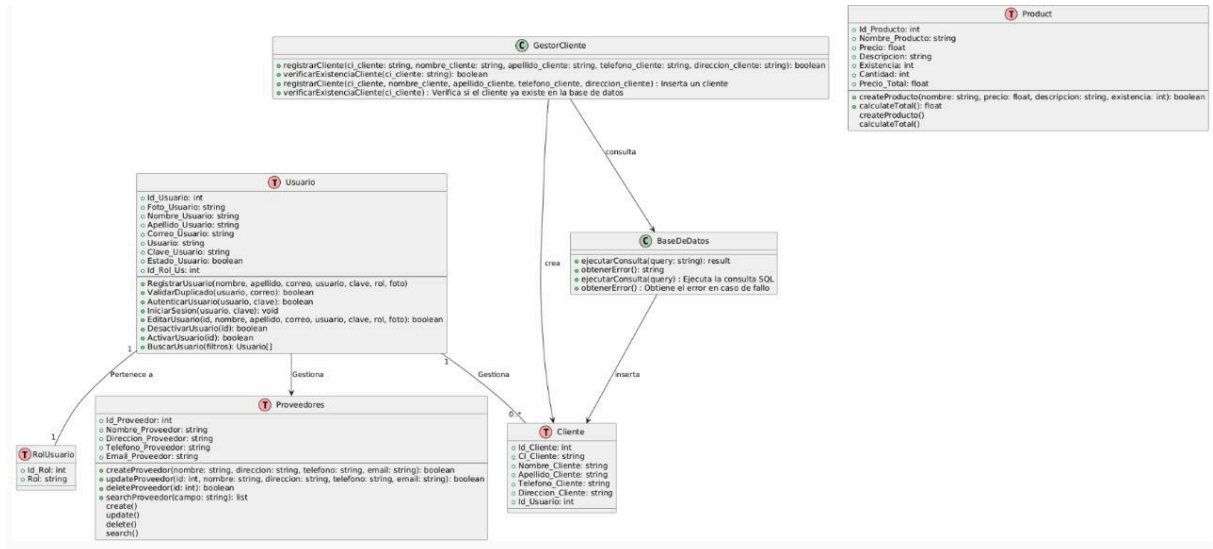 C GestorCliente
registrarCliente(ci_cliente: string, nombre_cliente: string, apellido_cliente: string, telefono_cliente: string, direccion_cliente: string): boolean
verificarExistenciaCliente(ci_cliente: string): boolean
registrarCliente(ci_cliente, nombre_cliente, apellido_cliente, telefono_cliente, direccion_cliente) : Inserta un cliente
verificarExistenciaCliente(ci_cliente) : Verifica si el cliente ya existe en la base de datos
T Product
Id_Producto: int
Nombre_Producto: string
Precio: float
Descripcion: string
Existencia: int
Cantidad: int
Precio_Total: float
createProducto(nombre: string, precio: float, descripcion: string, existencia: int): boolean
calculateTotal(): float
createProducto()
calculateTotal()
consulta
T Usuario
Id_Usuario: int
Foto_Usuario: string
Nombre_Usuario: string
Apellido_Usuario: string
Correo_Usuario: string
Usuario: string
Clave_Usuario: string
Estado_Usuario: boolean
Id_Rol_Us: int
RegistrarUsuario(nombre, apellido, correo, usuario, clave, rol, foto)
ValidarDuplicado(usuario, correo): boolean
AutenticarUsuario(usuario, clave): boolean
IniciarSesion(usuario, clave): void
EditarUsuario(id, nombre, apellido, correo, usuario, clave, rol, foto): boolean
DesactivarUsuario(id): boolean
ActivarUsuario(id): boolean
BuscarUsuario(filtros): Usuario[]
C BaseDeDatos
ejecutarConsulta(query: string): result
obtenerError(): string
ejecutarConsulta(query) : Ejecuta la consulta SQL
obtenerError() : Obtiene el error en caso de fallo
crea
1
1
Pertenece a
Gestiona
Gestiona
inserta
1
0..*
T RolUsuario
Id_Rol: int
Rol: string
T Proveedores
Id_Proveedor: int
Nombre_Proveedor: string
Direccion_Proveedor: string
Telefono_Proveedor: string
Email_Proveedor: string
createProveedor(nombre: string, direccion: string, telefono: string, email: string): boolean
updateProveedor(id: int, nombre: string, direccion: string, telefono: string, email: string): boolean
deleteProveedor(id: int): boolean
searchProveedor(campo: string): list
create()
update()
delete()
search()
T Cliente
Id_Cliente: int
CI_Cliente: string
Nombre_Cliente: string
Apellido_Cliente: string
Telefono_Cliente: string
Direccion_Cliente: string
Id_Usuario: int